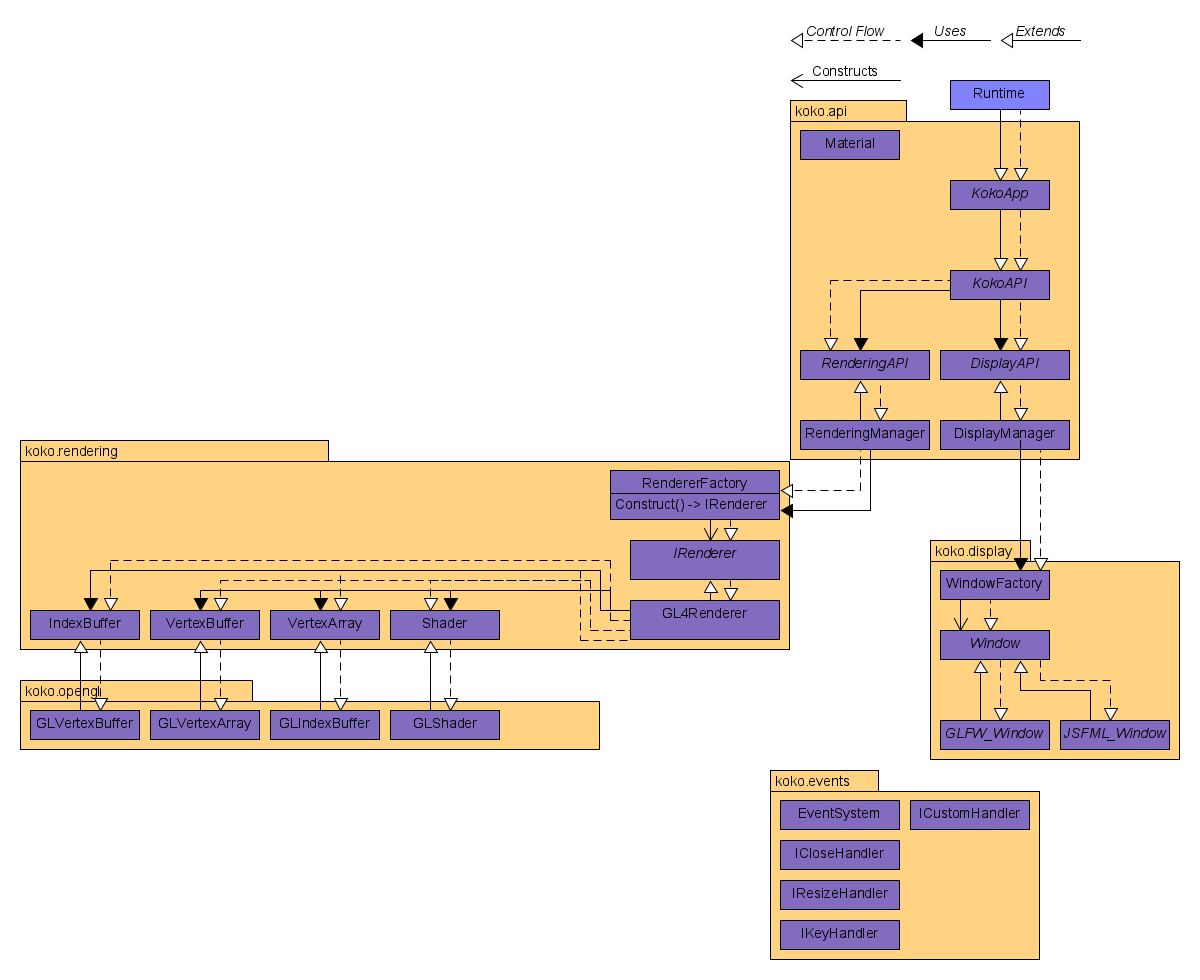 Control Flow
Uses
Extends
Constructs
Runtime
koko.api
Material
KokoApp
KokoAPI
RenderingAPI
DisplayAPI
RenderingManager
DisplayManager
koko.rendering
RendererFactory
Construct() -> IRenderer
IRenderer
GL4Renderer
IndexBuffer
VertexBuffer
VertexArray
Shader
koko.opengl
GLVertexBuffer
GLVertexArray
GLIndexBuffer
GLShader
koko.display
WindowFactory
Window
GLFW_Window
JSFML_Window
koko.events
EventSystem
ICustomHandler
ICloseHandler
IResizeHandler
IKeyHandler